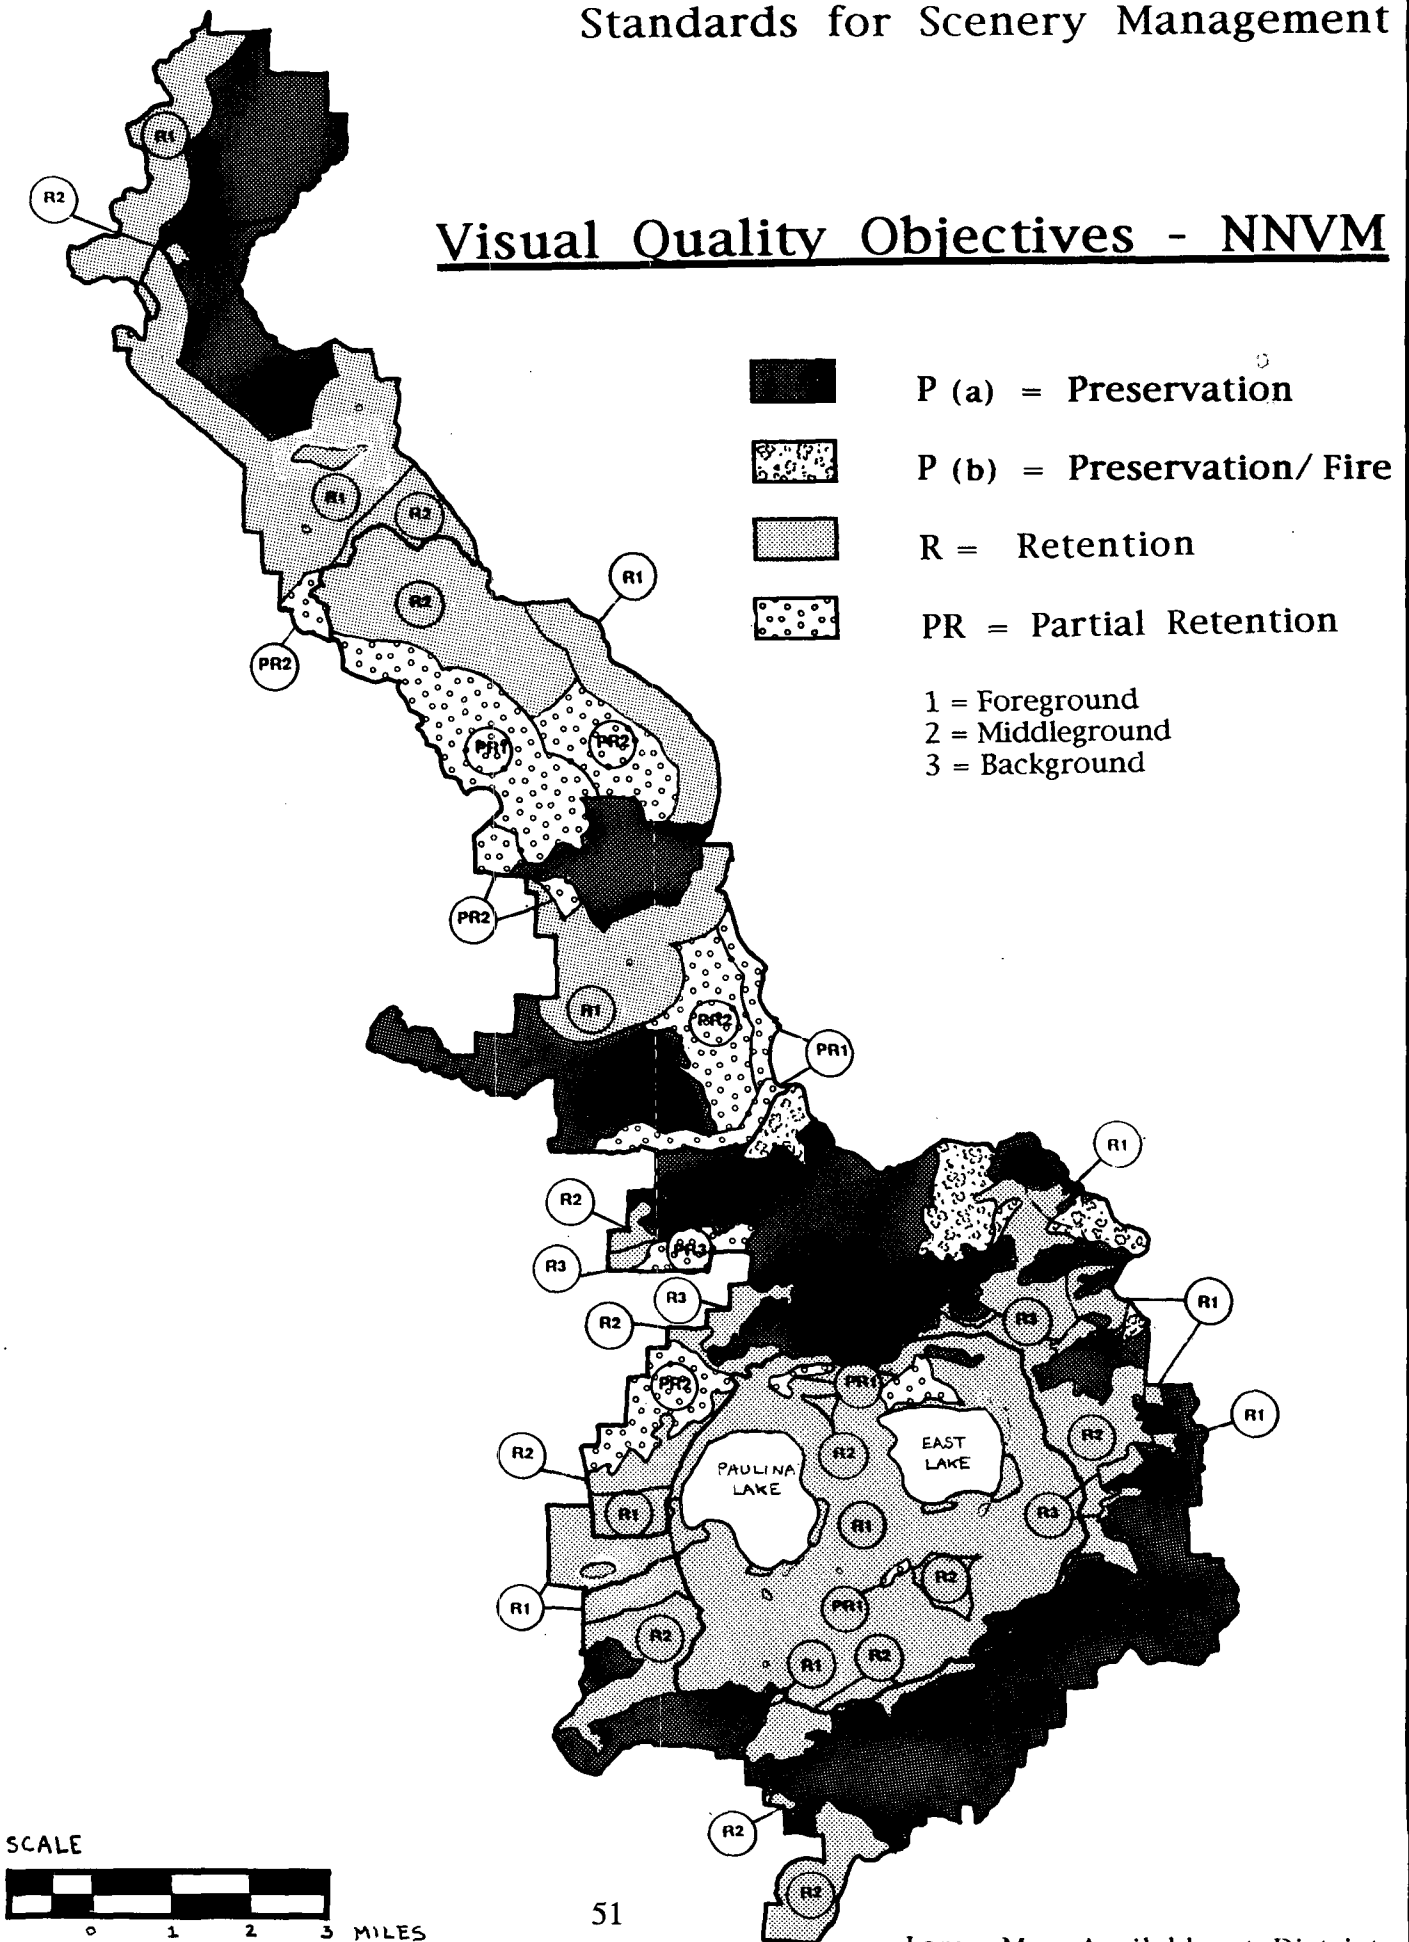 Standards for Scenery Management
Visual Quality Objectives - NNVM
P (a) = Preservation
P (b) = Preservation/ Fire
R = Retention
PR = Partial Retention
1 = Foreground
2 = Middleground
3 = Background
R1
R2
R1
R2
R2
R1
PR2
PR1
PR2
PR2
R1
PR2
PR1
R1
R2
PR3
R3
R3
R2
R3
R1
PR2
PR1
R1
R2
R2
R2
EAST
LAKE
PAULINA
LAKE
R1
R1
R3
R1
R2
PR1
R2
R1
R2
R2
R2
SCALE
0 1 2 3 MILES
51